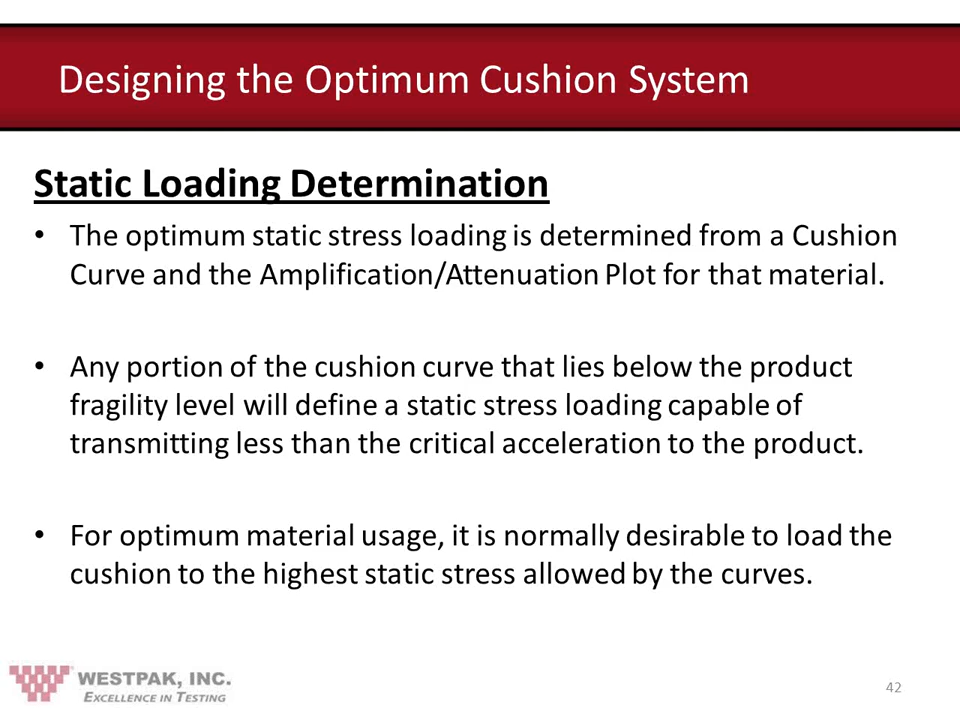 Designing the Optimum Cushion System
Static Loading Determination
• The optimum static stress loading is determined from a Cushion
Curve and the Amplification/Attenuation Plot for that material.
• Any portion of the cushion curve that lies below the product
fragility level will define a static stress loading capable of
transmitting less than the critical acceleration to the product.
• For optimum material usage, it is normally desirable to load the
cushion to the highest static stress allowed by the curves.
WESTPAK, INC.
EXCELLENCE IN TESTING
42